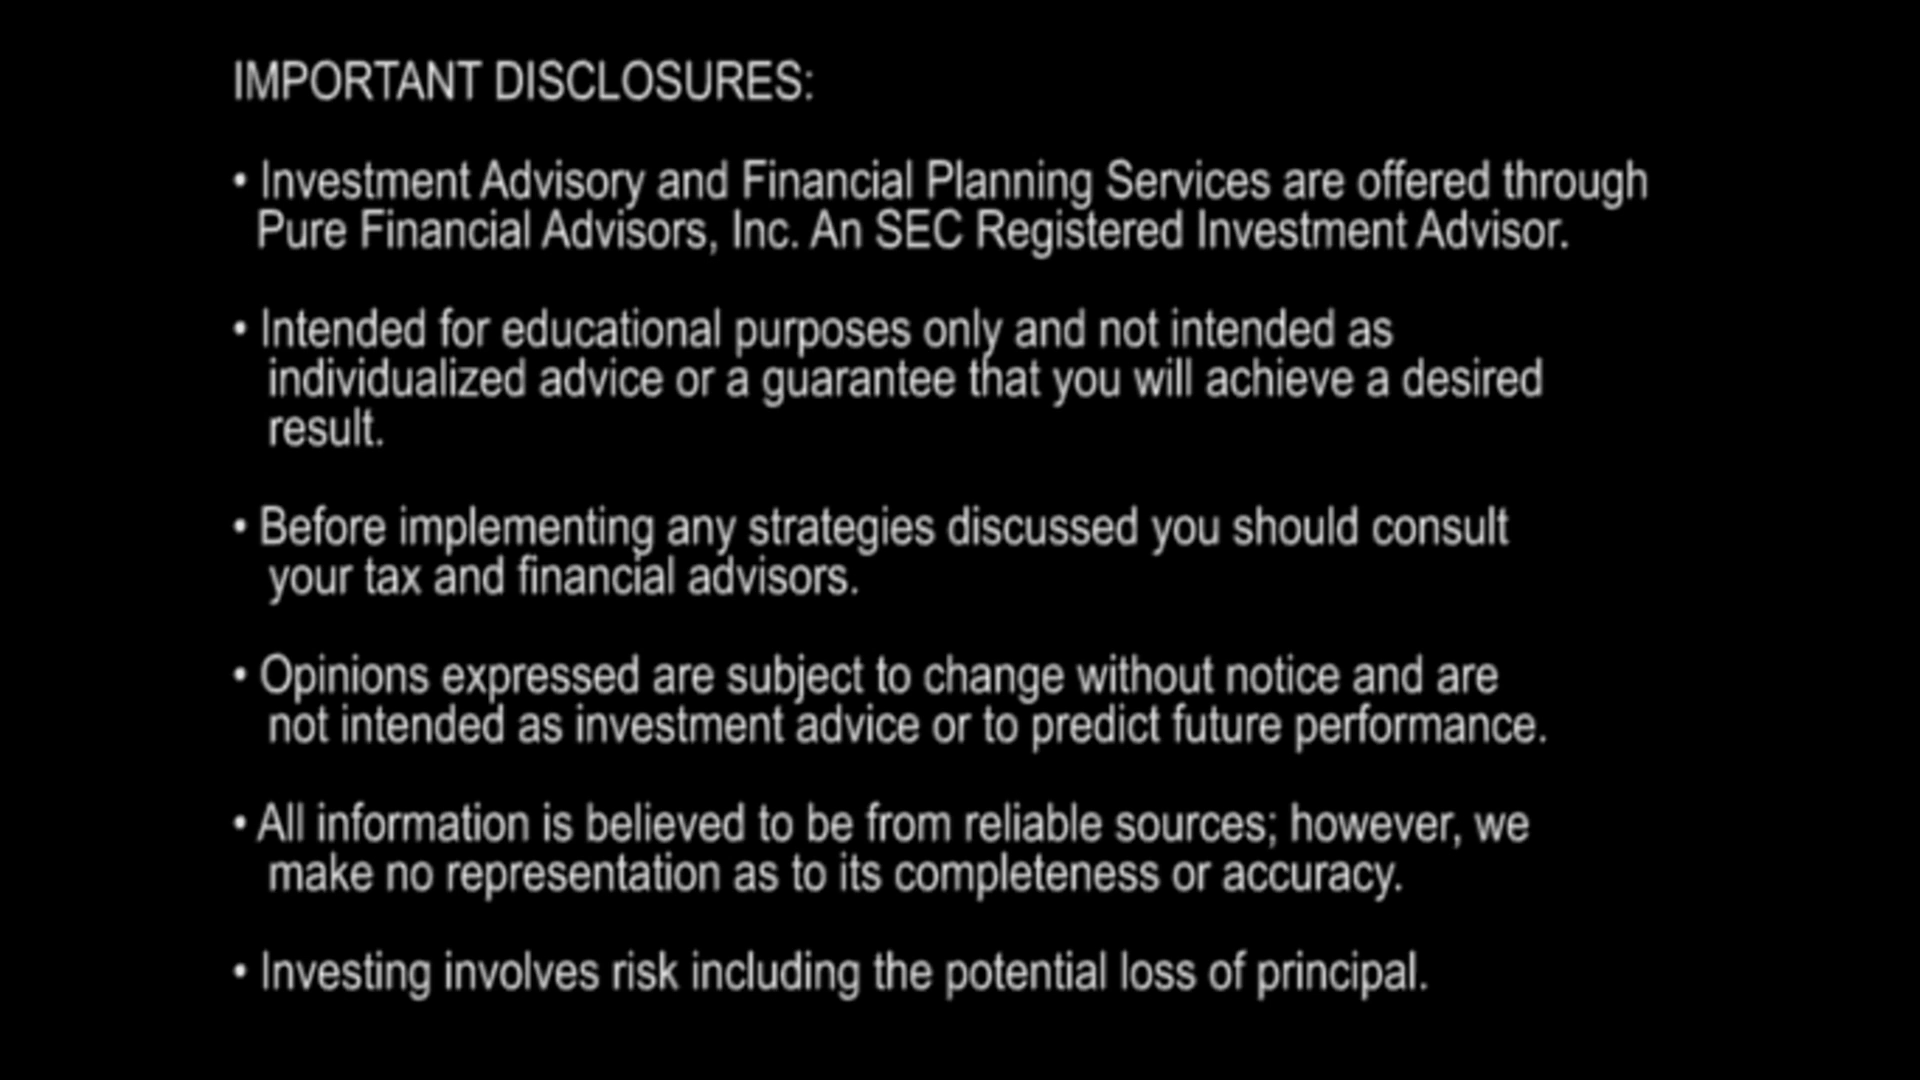 IMPORTANT DISCLOSURES:
• Investment Advisory and Financial Planning Services are offered through
Pure Financial Advisors, Inc. An SEC Registered Investment Advisor.
• Intended for educational purposes only and not intended as
individualized advice or a guarantee that you will achieve a desired
result.
• Before implementing any strategies discussed you should consult
your tax and financial advisors.
• Opinions expressed are subject to change without notice and are
not intended as investment advice or to predict future performance.
• All information is believed to be from reliable sources; however, we
make no representation as to its completeness or accuracy.
• Investing involves risk including the potential loss of principal.